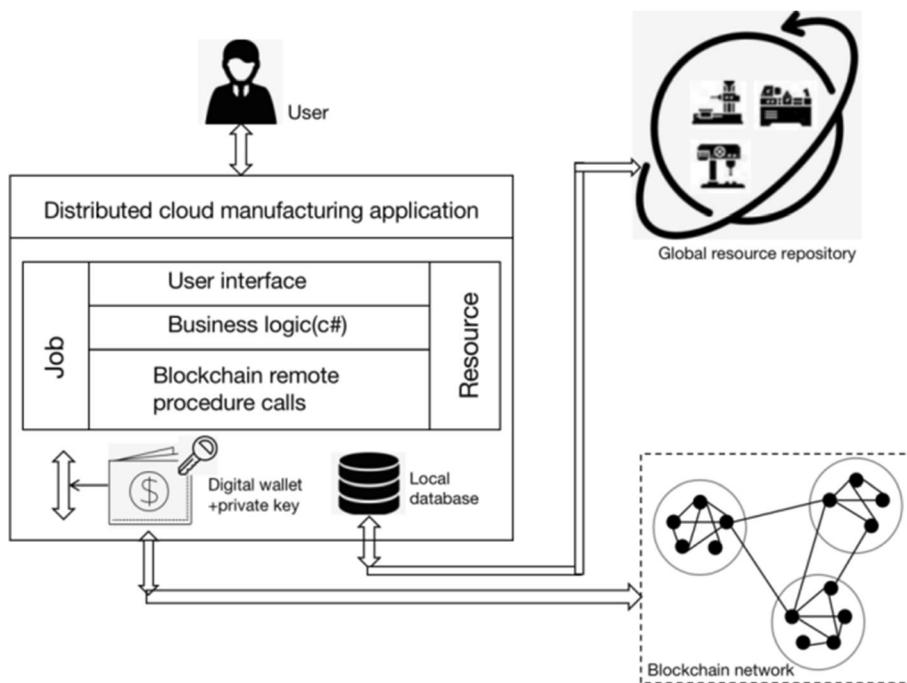 User
Distributed cloud manufacturing application
Global resource repository
Job
User interface
Business logic(c#)
Blockchain remote
procedure calls
Resource
Digital wallet
+private key
Local
database
$
Blockchain network